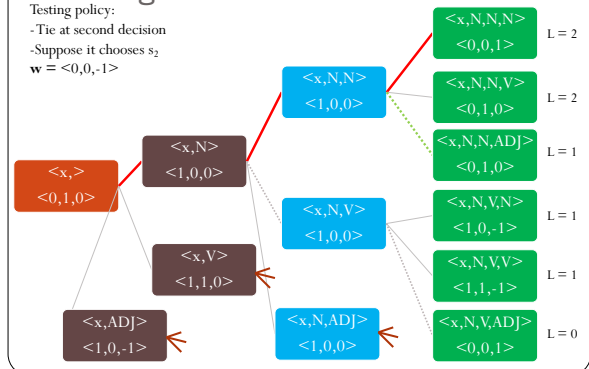 Testing policy:
-Tie at second decision
-Suppose it chooses s₂
w = <0,0,-1>
<x,N,N,N>
<0,0,1>
L = 2
<x,N,N>
<1,0,0>
<x,N,N,V>
<0,1,0>
L = 2
<x,N>
<1,0,0>
<x,N,N,ADJ>
<0,1,0>
L = 1
<x,>
<0,1,0>
<x,N,V>
<1,0,0>
<x,N,V,N>
<1,0,-1>
L = 1
<x,V>
<1,1,0>
<x,N,V,V>
<1,1,-1>
L = 1
<x,ADJ>
<1,0,-1>
<x,N,ADJ>
<1,0,0>
<x,N,V,ADJ>
<0,0,1>
L = 0